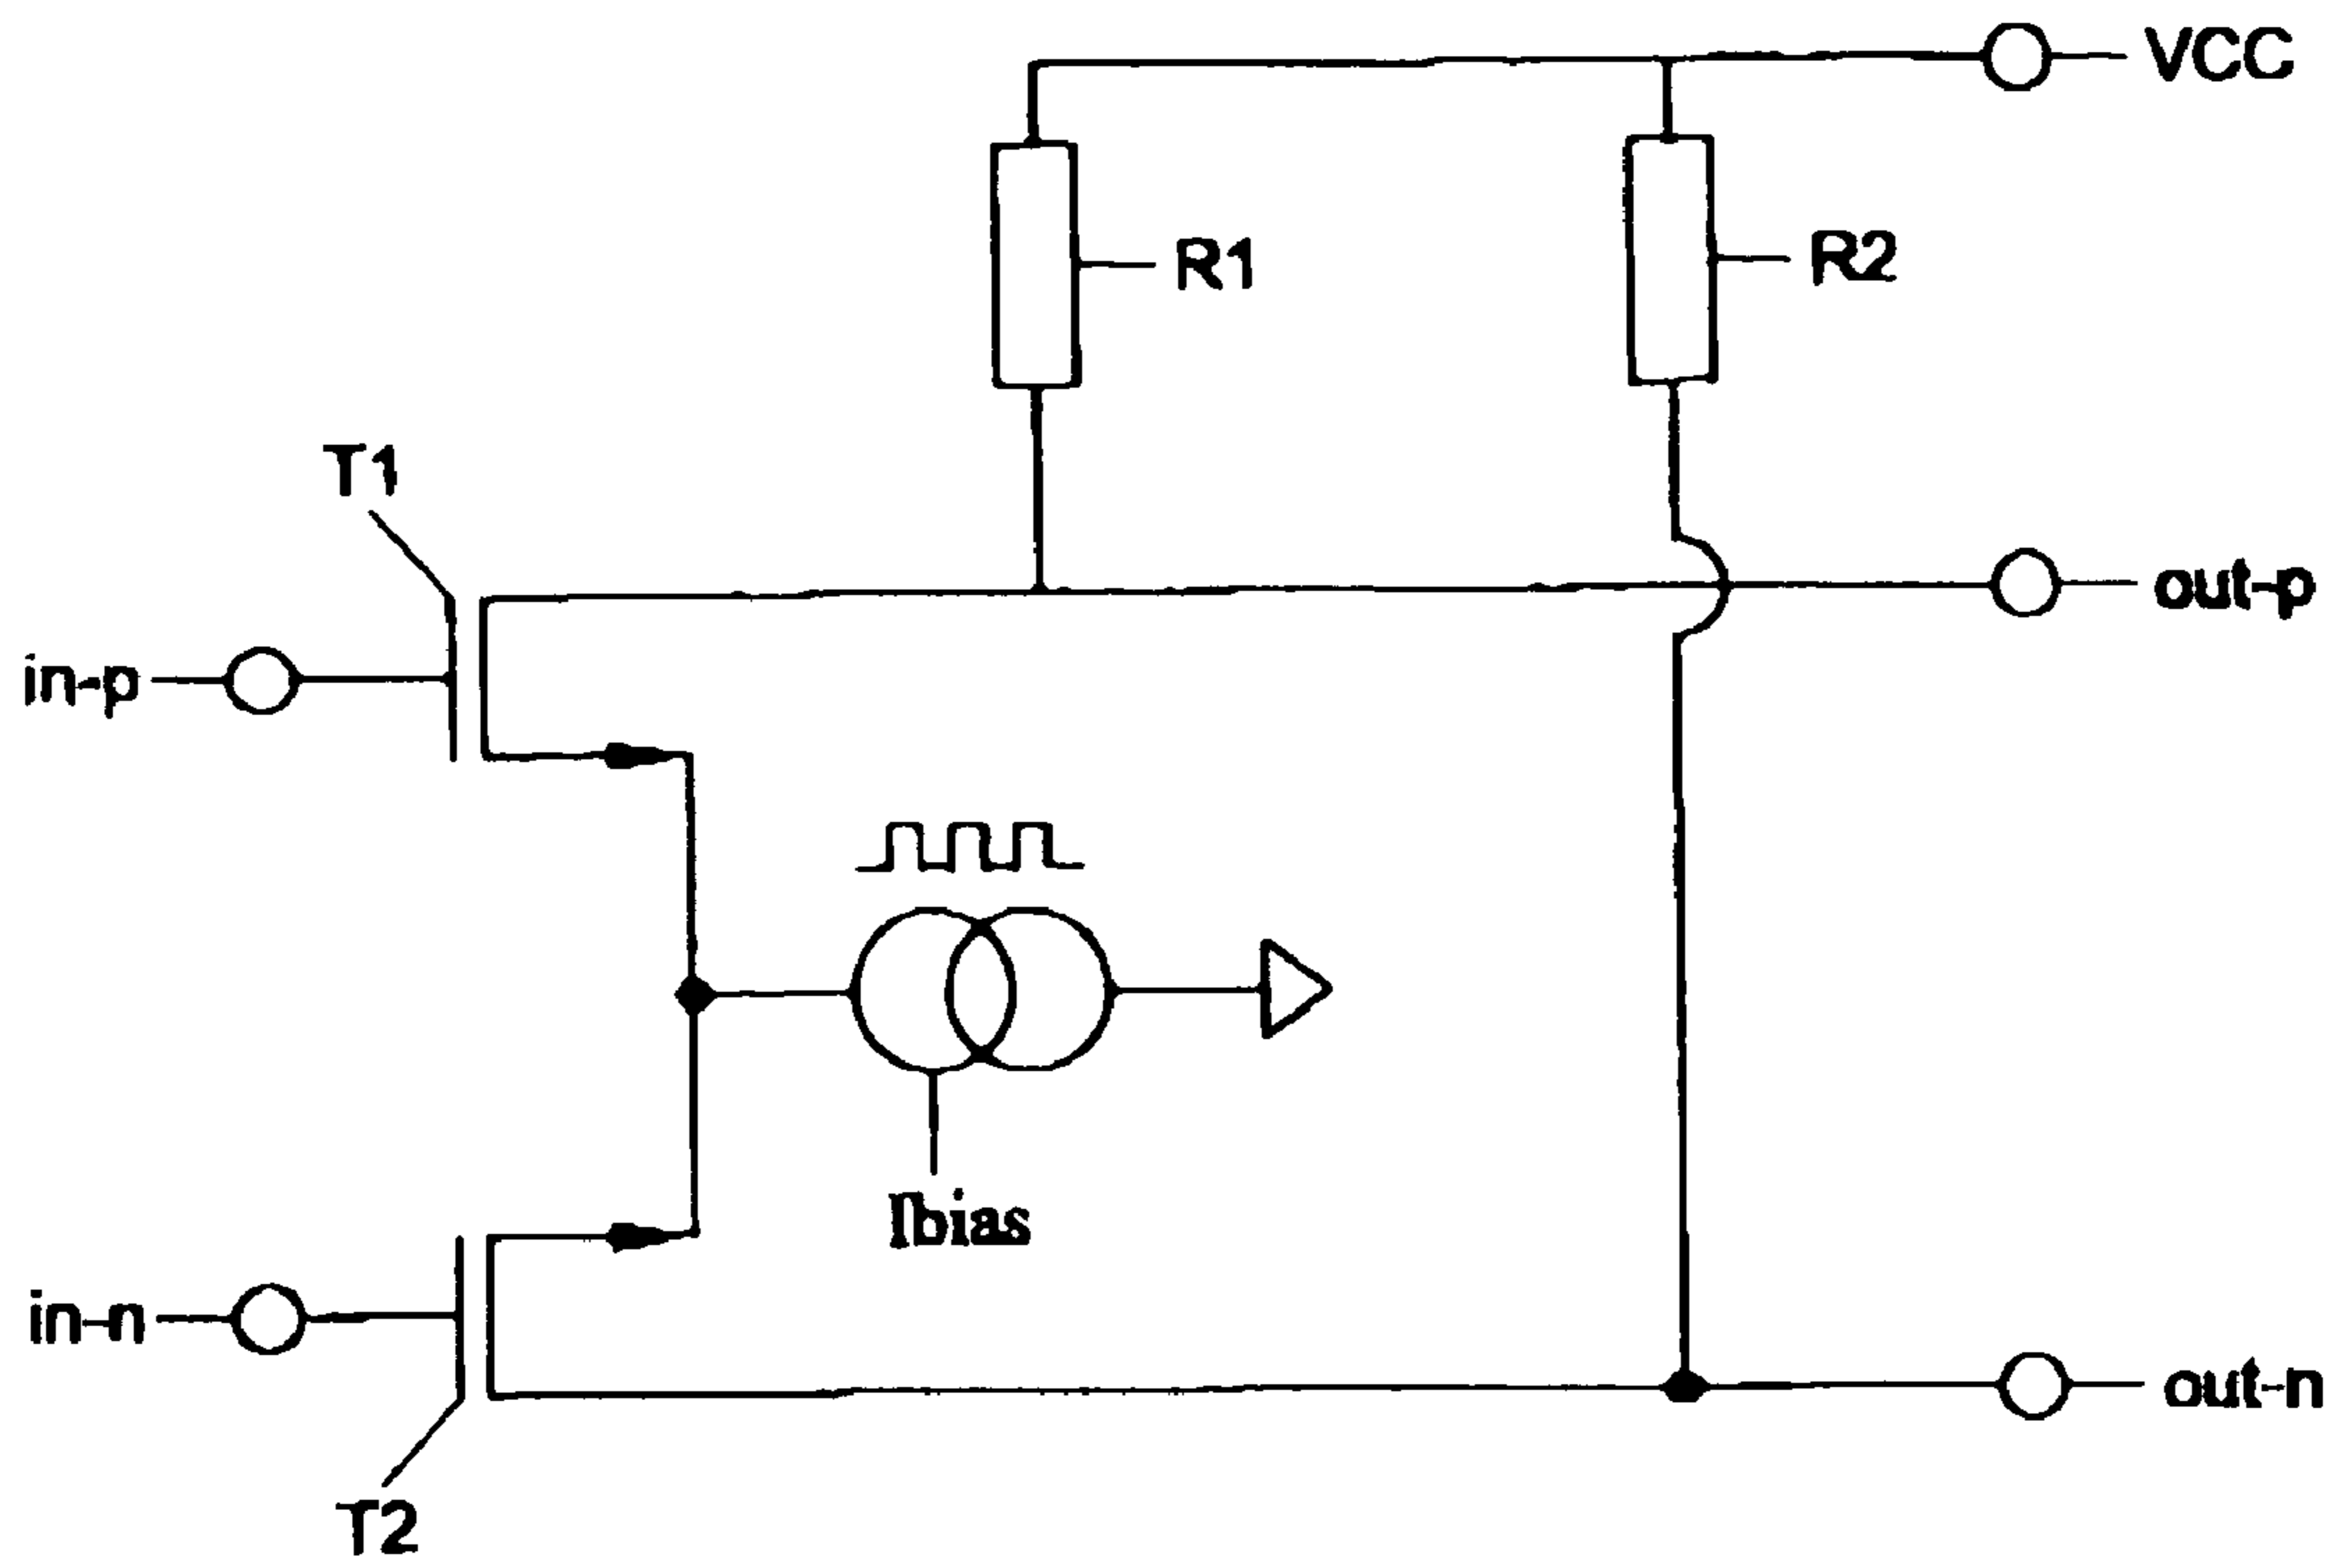 VCC
R1
R2
T1
out-p
in-p
Ibias
in-n
out-n
T2